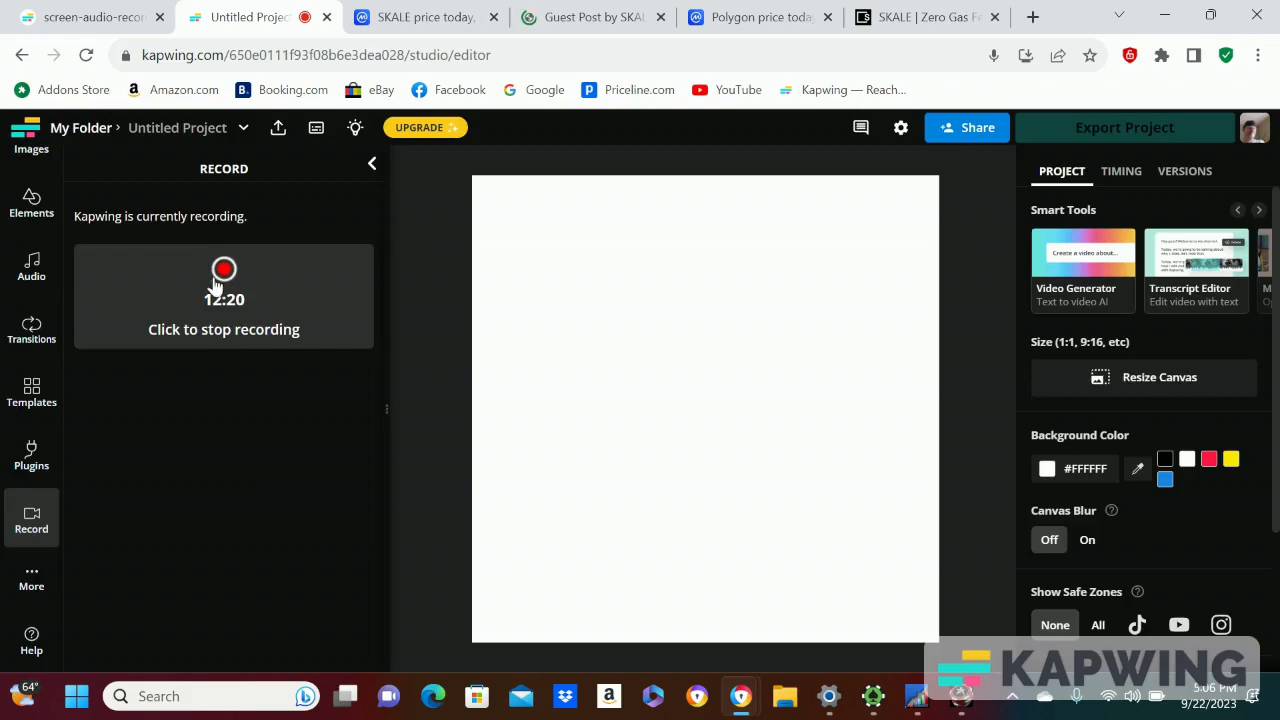 screen-audio-recor
Untitled Project
SKALE price today,
Guest Post by SKAL
Polygon price today
SKALE | Zero Gas Fe
kapwing.com/650e0111f93f08b6e3dea028/studio/editor
Addons Store
Amazon.com
Booking.com
eBay
Facebook
Google
Priceline.com
YouTube
Kapwing — Reach...
My Folder
Untitled Project
UPGRADE
Share
Export Project
Images
Elements
Audio
Transitions
Templates
Plugins
Record
More
Help
RECORD
Kapwing is currently recording.
12:20
Click to stop recording
PROJECT TIMING VERSIONS
Smart Tools
Create a video about...
Video Generator
Text to video AI
Transcript Editor
Edit video with text
Size (1:1, 9:16, etc)
Resize Canvas
Background Color
#FFFFFF
Canvas Blur
Off On
Show Safe Zones
None All
KAPWING
64°
Search
5:06 PM
9/22/2023